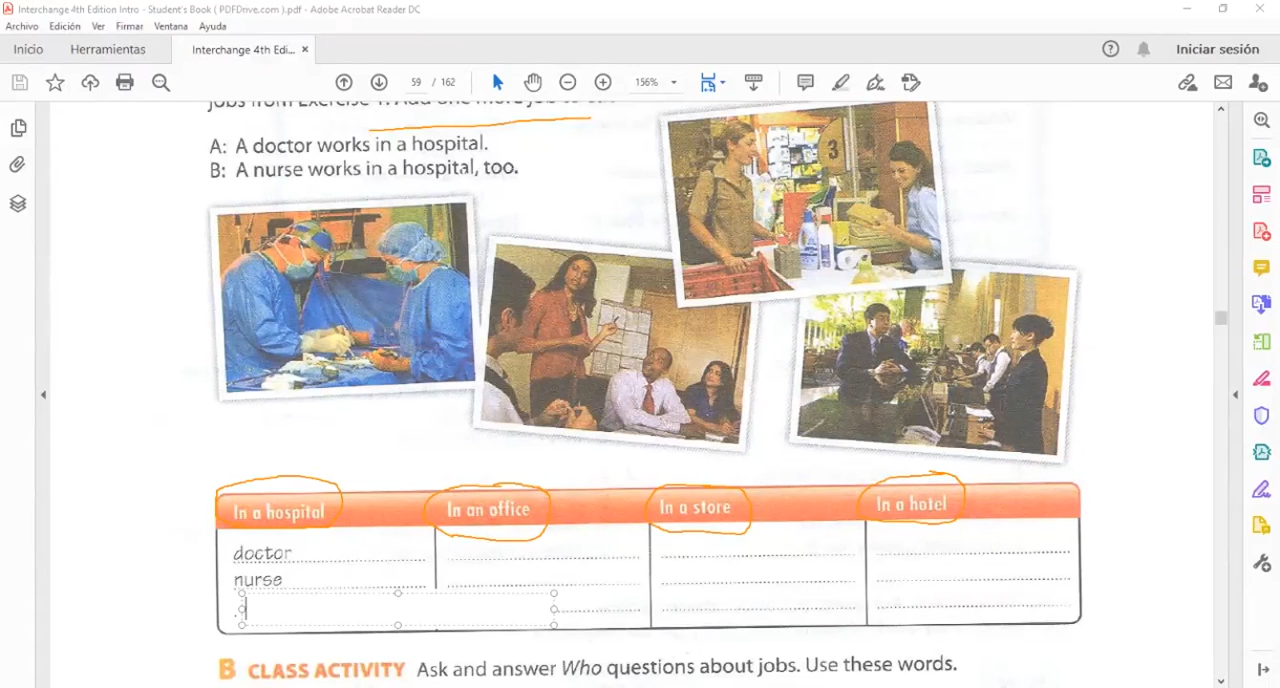 Interchange 4th Edition Intro - Student's Book ( PDFDrive.com ).pdf - Adobe Acrobat Reader DC
Archivo Edición Ver Firmar Ventana Ayuda
Inicio Herramientas Interchange 4th Edi... × Iniciar sesión
59 / 162 156%
A: A doctor works in a hospital.
B: A nurse works in a hospital, too.
3
In a hospital In an office In a store In a hotel
doctor
nurse
B CLASS ACTIVITY Ask and answer Who questions about jobs. Use these words.